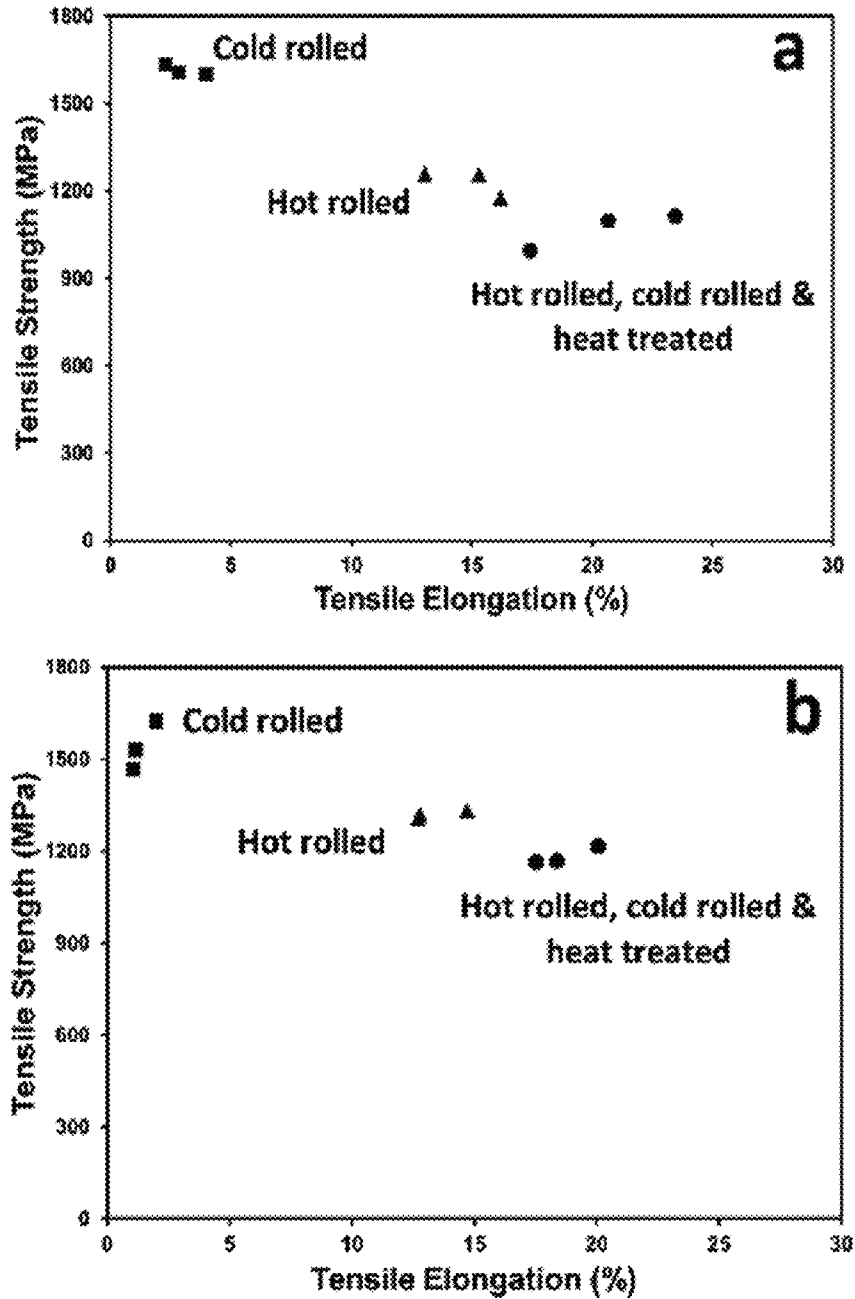 a
1800
1500
1200
900
600
300
0
Tensile Strength (MPa)
Cold rolled
Hot rolled
Hot rolled, cold rolled &
heat treated
0 5 10 15 20 25 30
Tensile Elongation (%)
b
1800
1500
1200
900
600
300
0
Tensile Strength (MPa)
Cold rolled
Hot rolled
Hot rolled, cold rolled &
heat treated
0 5 10 15 20 25 30
Tensile Elongation (%)